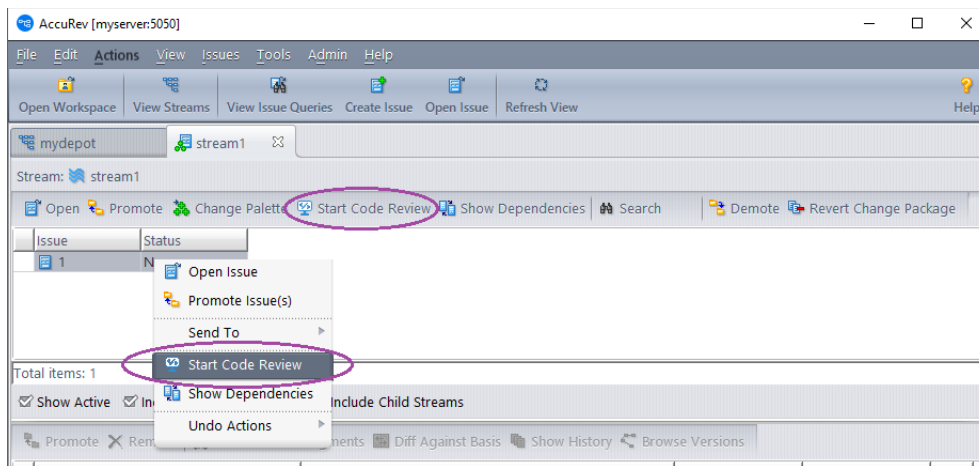 AccuRev [myserver:5050]
File Edit Actions View Issues Tools Admin Help
Open Workspace View Streams View Issue Queries Create Issue Open Issue Refresh View Help
mydepot stream1
Stream: stream1
Open Promote Change Palette Start Code Review Show Dependencies Search Demote Revert Change Package
Issue Status
1 N
Open Issue
Promote Issue(s)
Send To
Start Code Review
Total items: 1
Show Dependencies
Show Active Include Child Streams
Undo Actions
Promote Diff Against Basis Show History Browse Versions